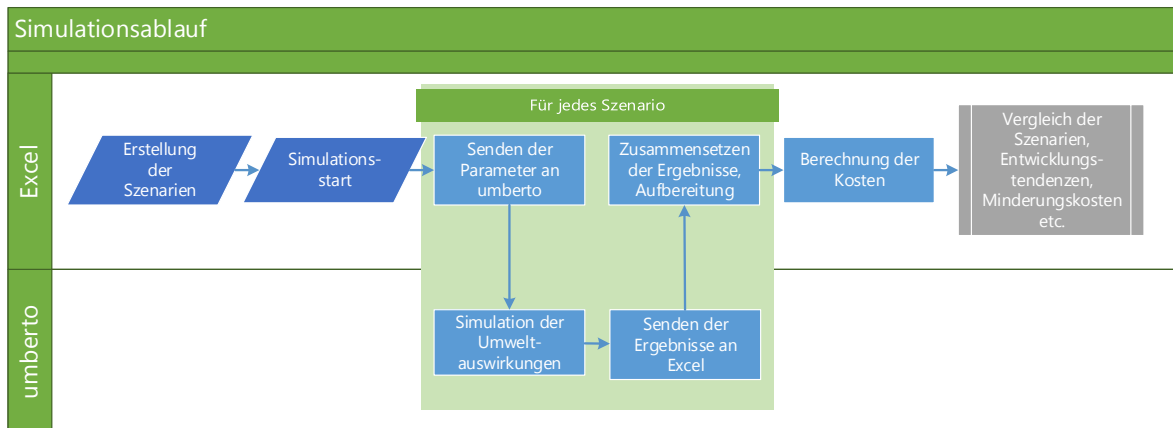 Simulationsablauf
Excel
Für jedes Szenario
Erstellung
der
Szenarien
Simulations-
start
Senden der
Parameter an
umberto
Zusammensetzen
der Ergebnisse,
Aufbereitung
Berechnung der
Kosten
Vergleich der
Szenarien,
Entwicklungs-
tendenzen,
Minderungskosten
etc.
umberto
Simulation der
Umwelt-
auswirkungen
Senden der
Ergebnisse an
Excel